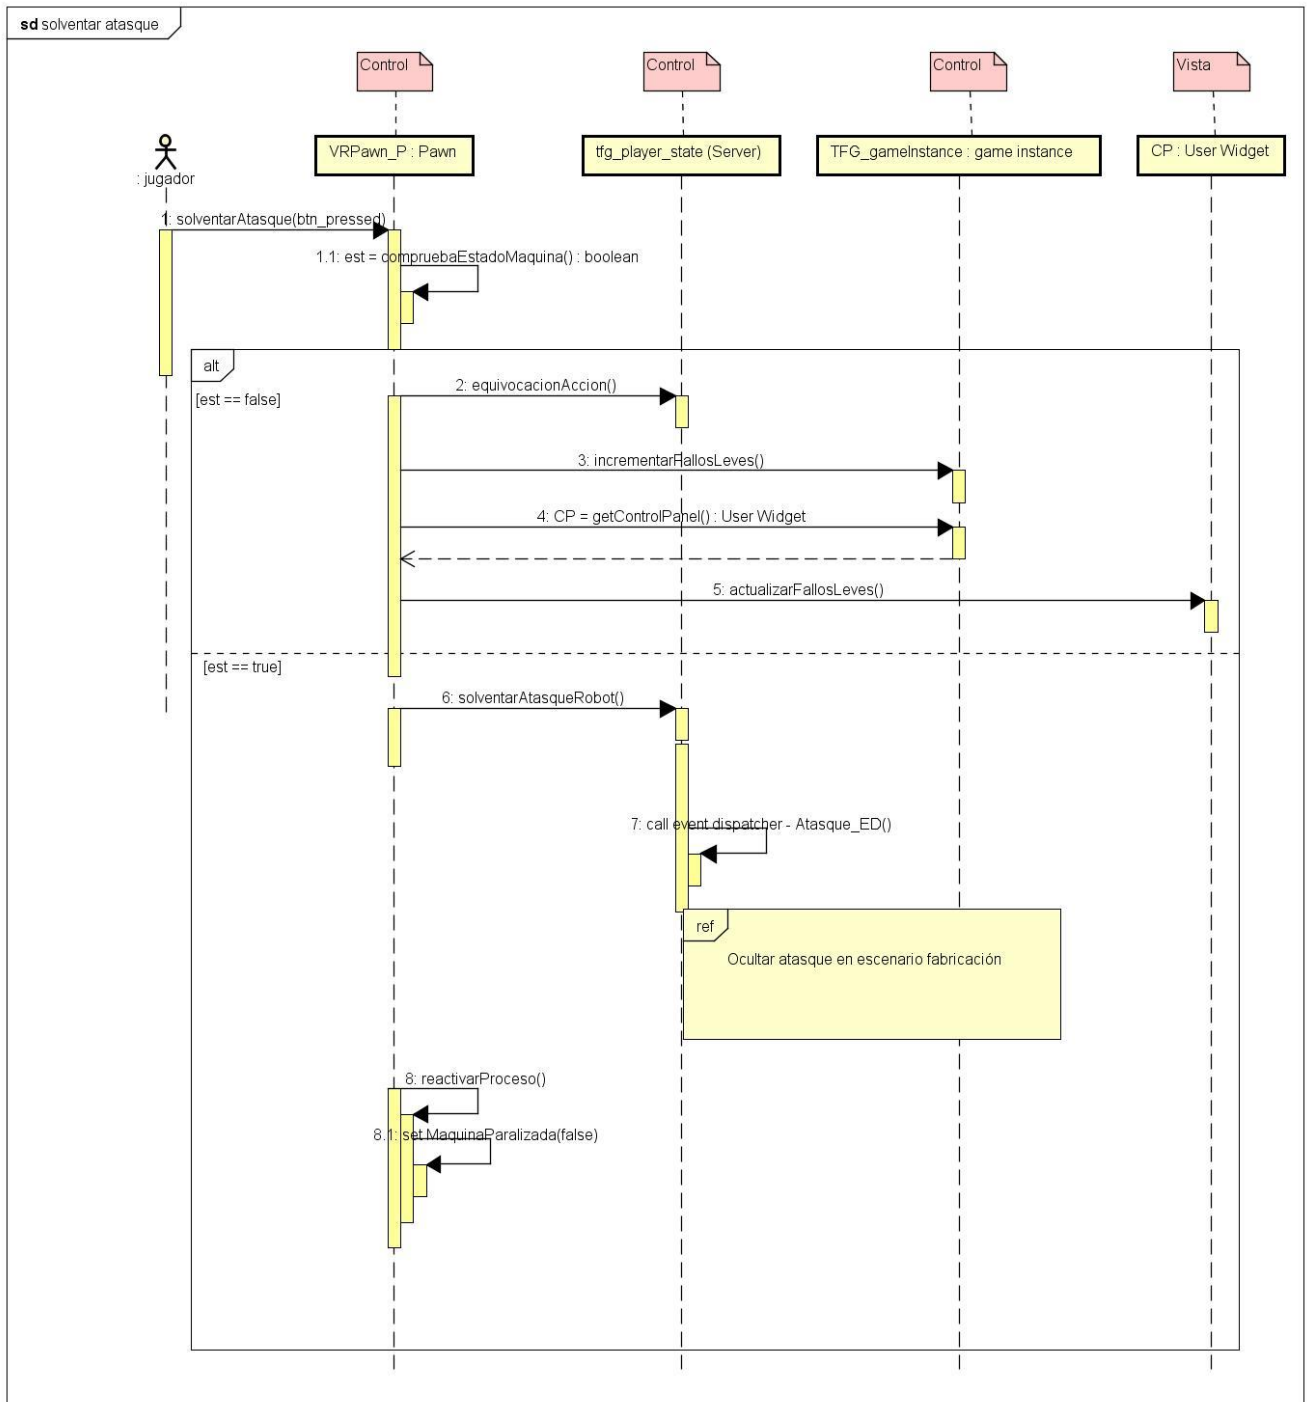 sd solventar atasque
Control
Control
Control
Vista
VRPawn_P : Pawn
tfg_player_state (Server)
TFG_gameInstance : game instance
CP : User Widget
: jugador
1: solventarAtasque(btn_pressed)
1.1: est = compruebaEstadoMaquina() : boolean
alt
[est == false]
2: equivocacionAccion()
3: incrementarFallosLeves()
4: CP = getControlPanel() : User Widget
5: actualizarFallosLeves()
[est == true]
6: solventarAtasqueRobot()
7: call event dispatcher - Atasque_ED()
ref
Ocultar atasque en escenario fabricación
8: reactivarProceso()
8.1: set MaquinaParalizada(false)